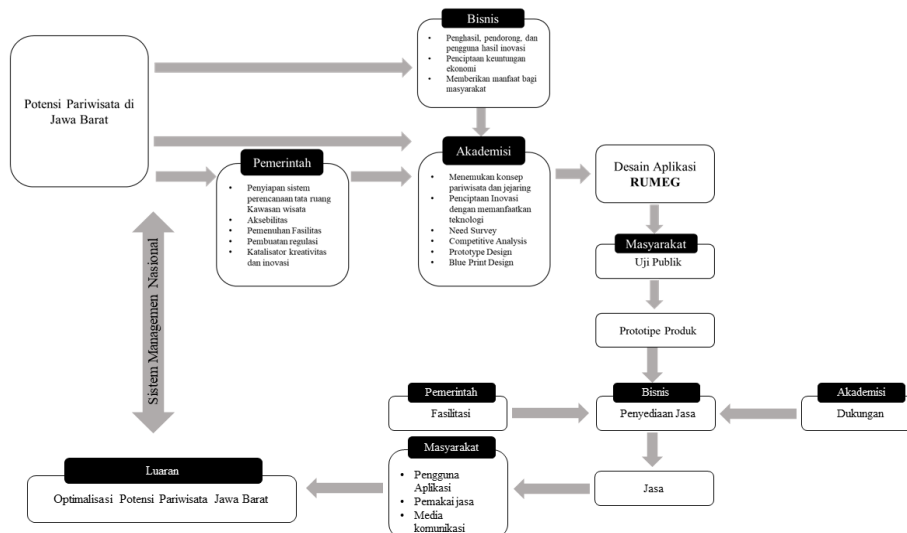 Bisnis
• Penghasil, pendorong, dan
pengguna hasil inovasi
• Penciptaan keuntungan
ekonomi
• Memberikan manfaat bagi
masyarakat
Potensi Pariwisata di
Jawa Barat
Pemerintah
• Penyiapan sistem
perencanaan tata ruang
Kawasan wisata
• Aksebilitas
• Pemenuhan Fasilitas
• Pembuatan regulasi
• Katalisator kreativitas
dan inovasi
Akademisi
• Menemukan konsep
pariwisata dan jejaring
• Penciptaan Inovasi
dengan memanfaatkan
teknologi
• Need Survey
• Competitive Analysis
• Prototype Design
• Blue Print Design
Desain Aplikasi
RUMEG
Masyarakat
Uji Publik
Prototipe Produk
Sistem Managemen Nasional
Pemerintah
Fasilitasi
Bisnis
Penyediaan Jasa
Akademisi
Dukungan
Jasa
Masyarakat
• Pengguna
Aplikasi
• Pemakai jasa
• Media
komunikasi
Luaran
Optimalisasi Potensi Pariwisata Jawa Barat